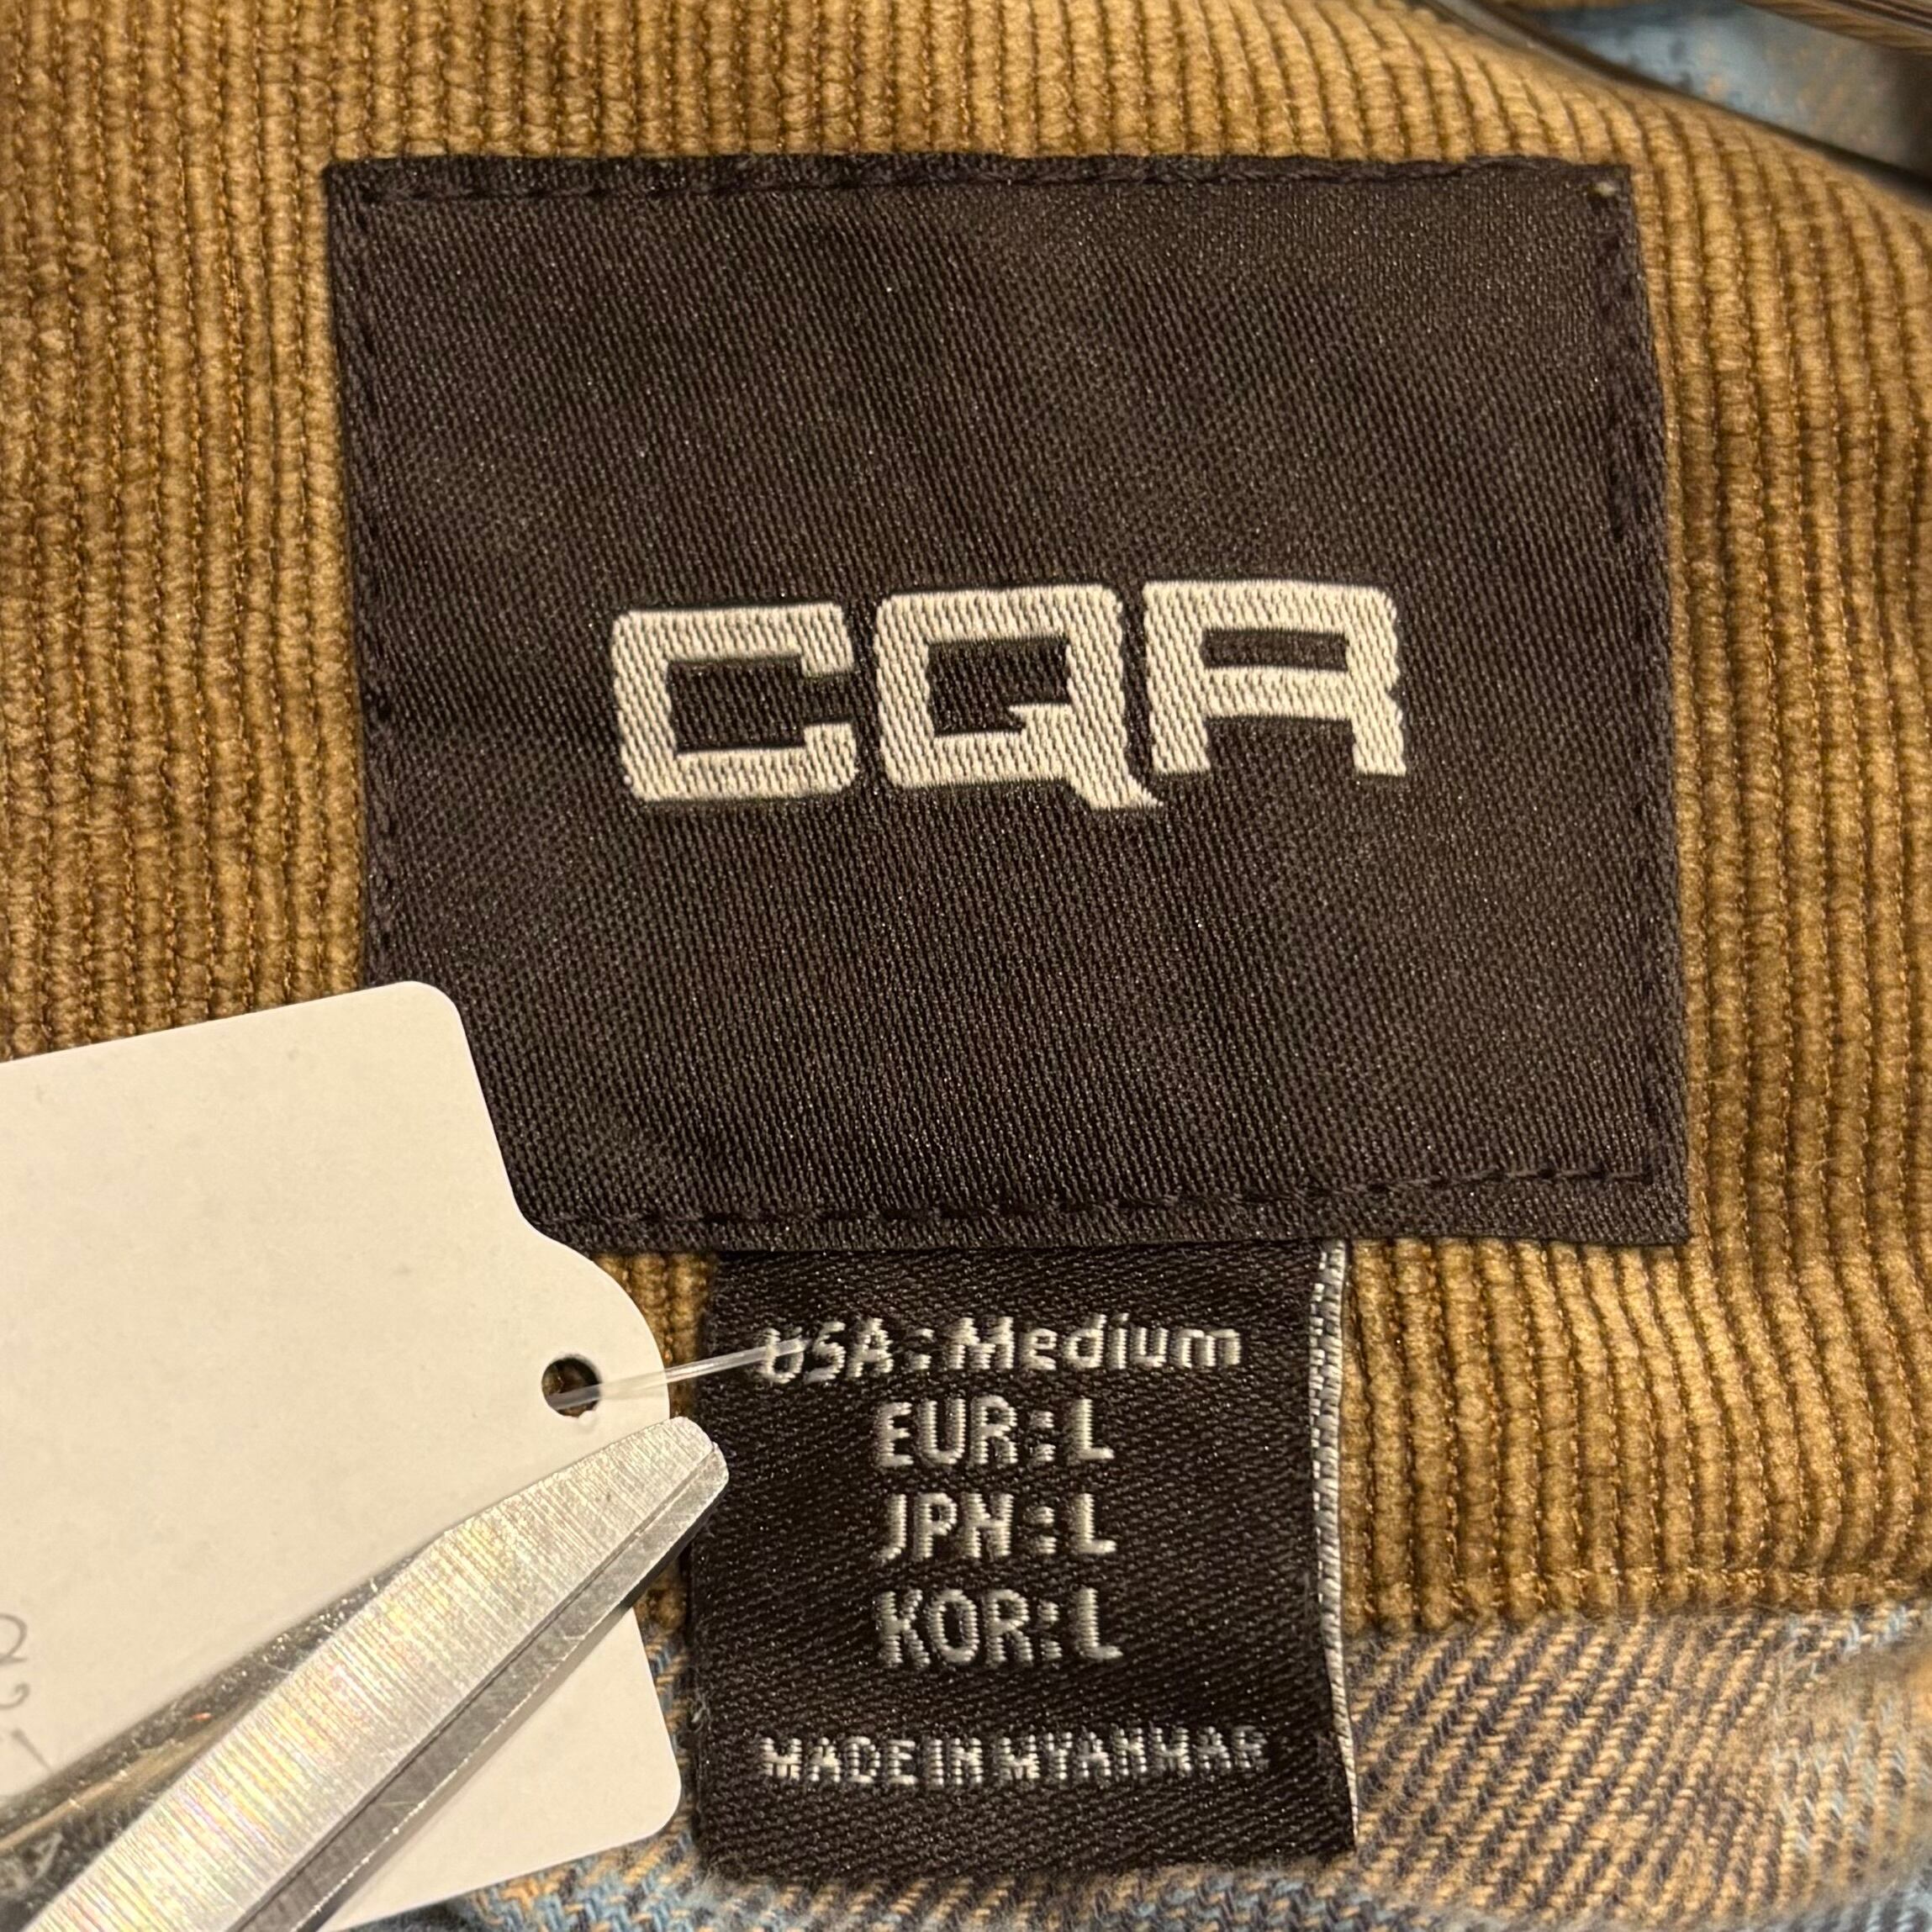 CQR
USA : Medium
EUR : L
JPN : L
KOR : L
MADE IN MYANMAR